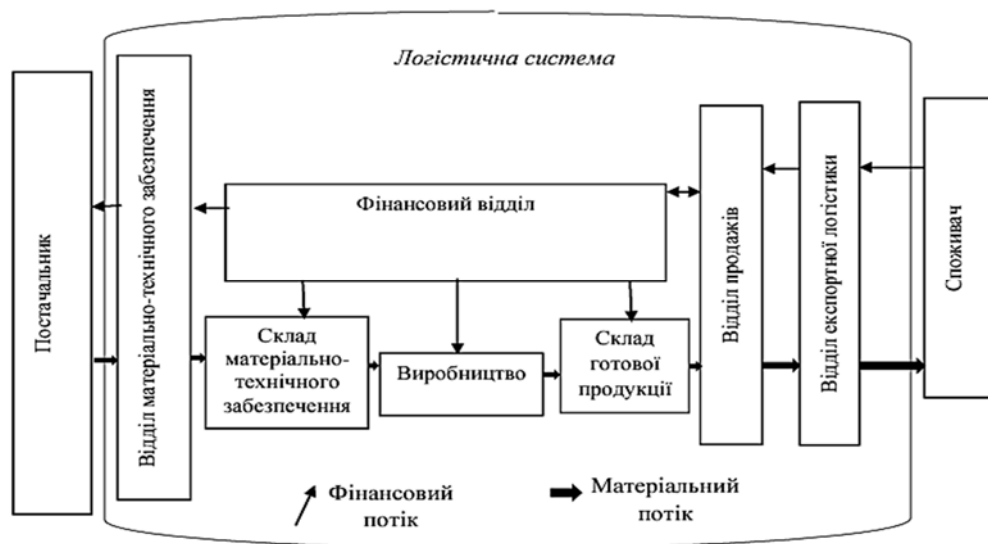 Логістична система
Постачальник
Відділ матеріально-технічного забезпечення
Фінансовий відділ
Склад
матеріально-
технічного
забезпечення
Виробництво
Склад
готової
продукції
Відділ продажів
Відділ експортної логістики
Споживач
Фінансовий
потік
Матеріальний
потік